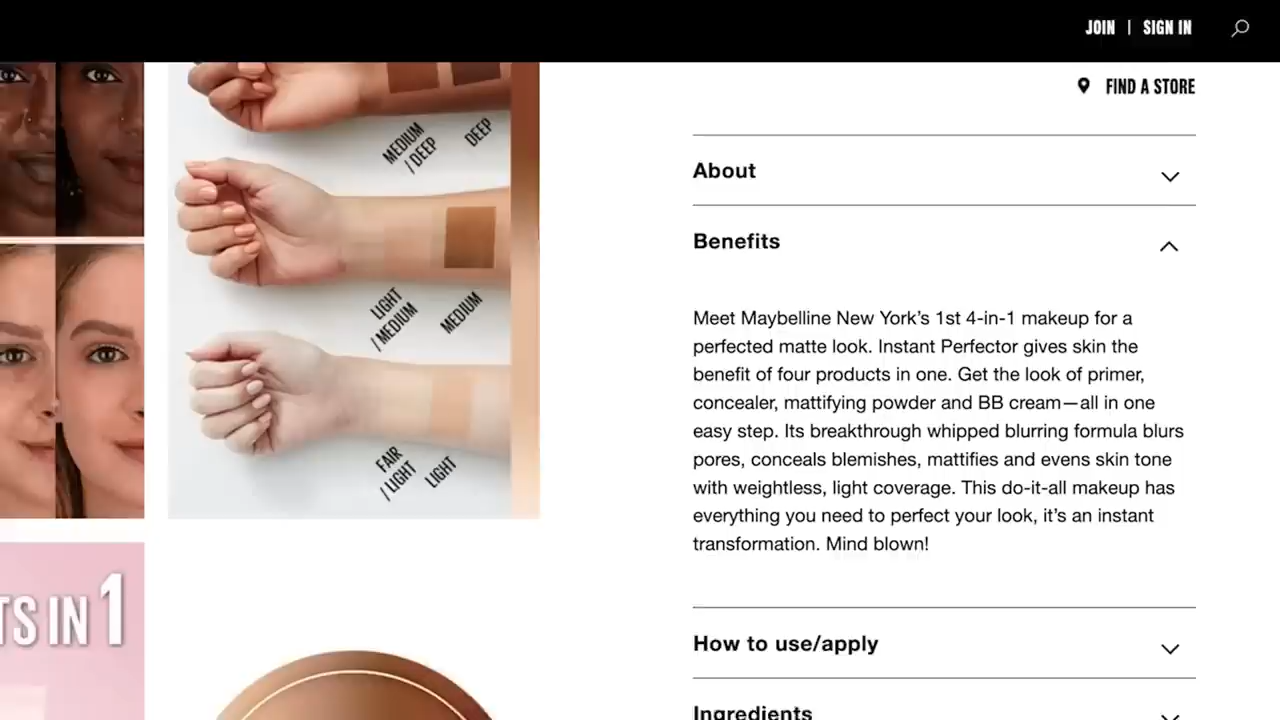 JOIN | SIGN IN
FIND A STORE
MEDIUM
/ DEEP
DEEP
About
Benefits
LIGHT
/ MEDIUM
MEDIUM
Meet Maybelline New York’s 1st 4-in-1 makeup for a
perfected matte look. Instant Perfector gives skin the
benefit of four products in one. Get the look of primer,
concealer, mattifying powder and BB cream—all in one
easy step. Its breakthrough whipped blurring formula blurs
pores, conceals blemishes, mattifies and evens skin tone
with weightless, light coverage. This do-it-all makeup has
everything you need to perfect your look, it’s an instant
transformation. Mind blown!
FAIR
/ LIGHT
LIGHT
TS IN 1
How to use/apply
Ingredients